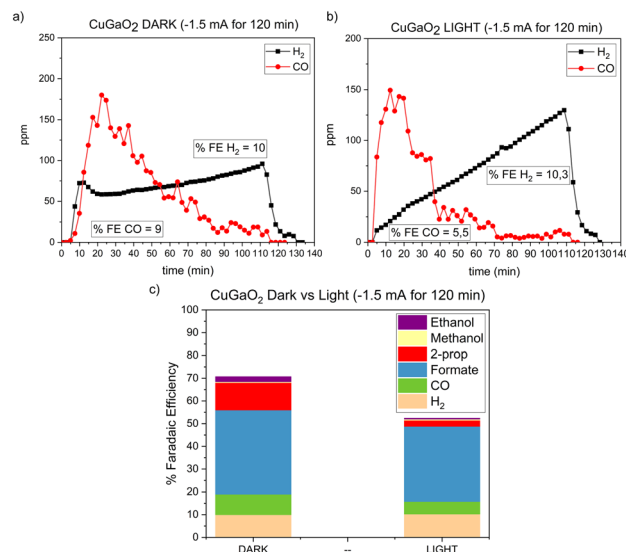 a)
CuGaO₂ DARK (-1.5 mA for 120 min)
250
200
150
100
50
0
ppm
H₂
CO
% FE H₂ = 10
% FE CO = 9
0 10 20 30 40 50 60 70 80 90 100 110 120 130 140
time (min)
b)
CuGaO₂ LIGHT (-1.5 mA for 120 min)
200
150
100
50
0
ppm
H₂
CO
% FE H₂ = 10,3
% FE CO = 5,5
0 10 20 30 40 50 60 70 80 90 100 110 120 130 140
time (min)
c)
CuGaO₂ Dark vs Light (-1.5 mA for 120 min)
100
90
80
70
60
50
40
30
20
10
0
% Faradaic Efficiency
Ethanol
Methanol
2-prop
Formate
CO
H₂
DARK
--
LIGHT